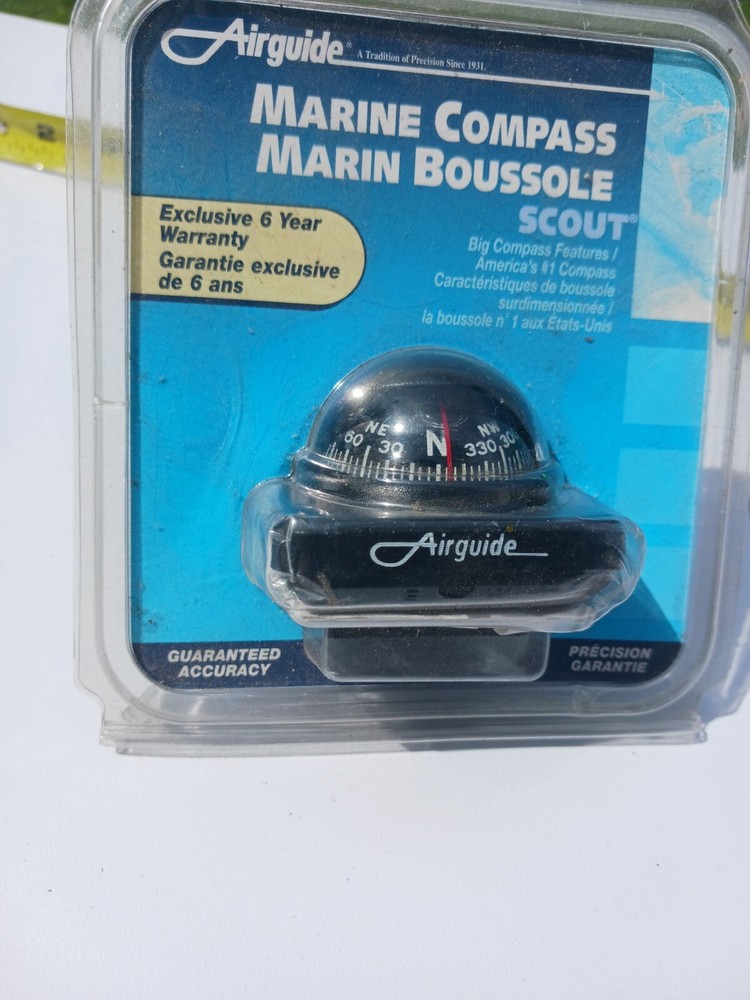 Airguide® A Tradition of Precision Since 1931.
MARINE COMPASS
MARIN BOUSSOLE
SCOUT®
Exclusive 6 Year
Warranty
Garantie exclusive
de 6 ans
Big Compass Features /
America's #1 Compass
Caractéristiques de boussole
surdimensionnée /
la boussole n° 1 aux États-Unis
NE N NW
60 30 330 30
Airguide
GUARANTEED
ACCURACY
PRÉCISION
GARANTIE
2